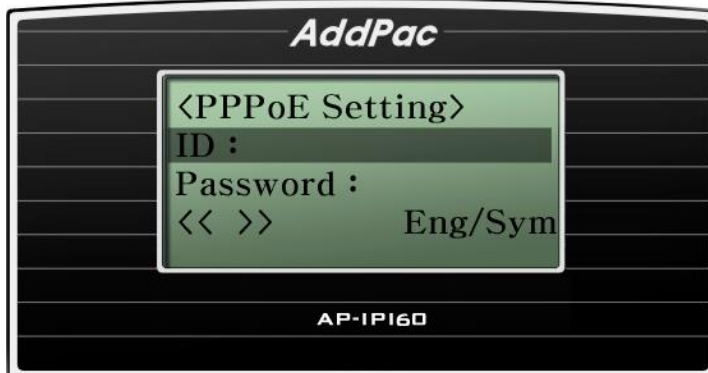 AddPac
<PPPoE Setting>
ID :
Password :
<< >> Eng/Sym
AP-IP160